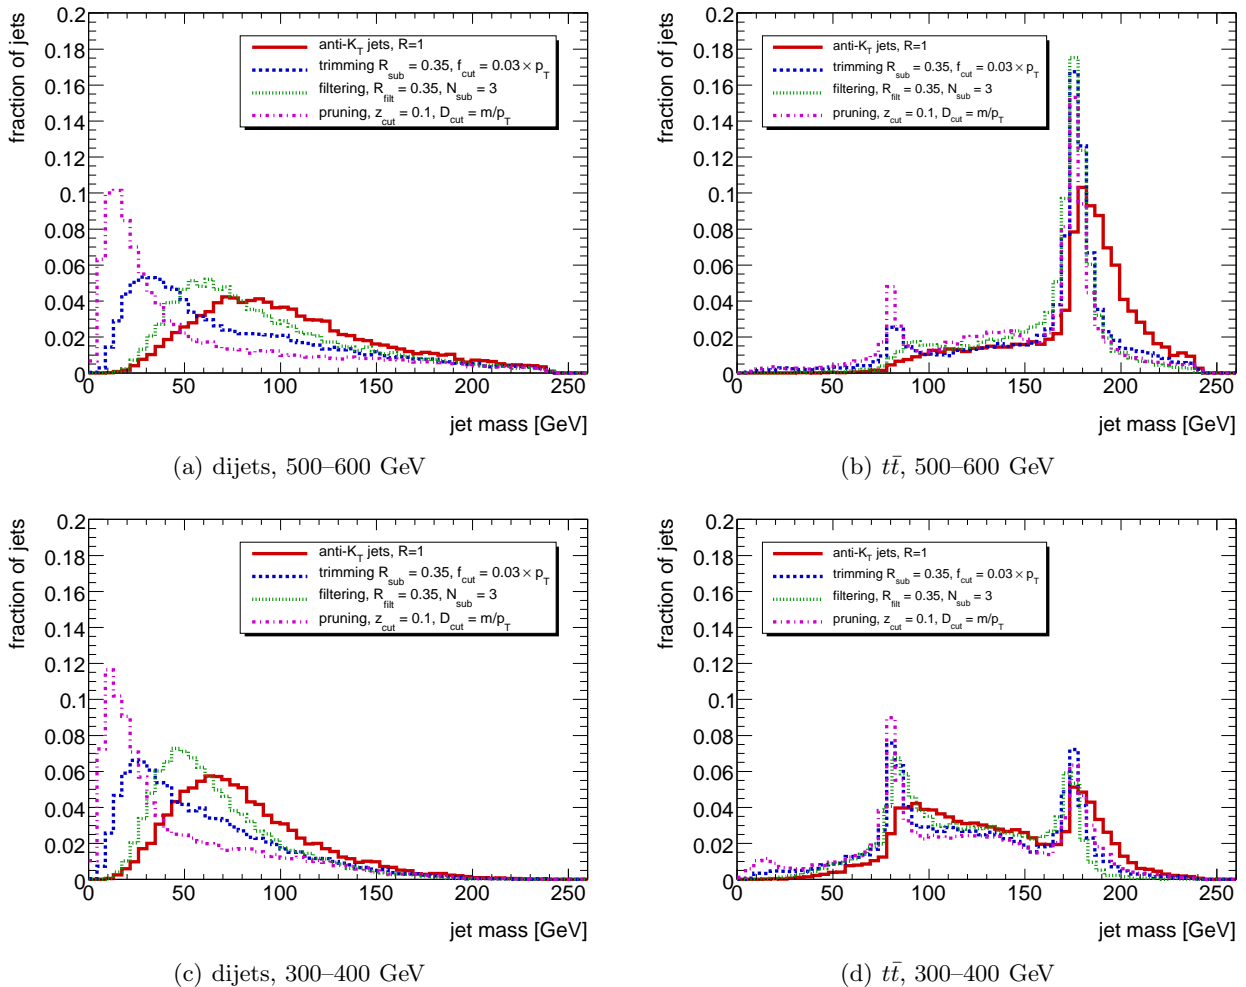 fraction of jets
0.2
0.18
0.16
0.14
0.12
0.1
0.08
0.06
0.04
0.02
0
anti-K_T jets, R=1
trimming R_sub = 0.35, f_cut = 0.03 × p_T
filtering, R_filt = 0.35, N_sub = 3
pruning, z_cut = 0.1, D_cut = m/p_T
0 50 100 150 200 250
jet mass [GeV]
(a) dijets, 500–600 GeV
fraction of jets
0.2
0.18
0.16
0.14
0.12
0.1
0.08
0.06
0.04
0.02
0
anti-K_T jets, R=1
trimming R_sub = 0.35, f_cut = 0.03 × p_T
filtering, R_filt = 0.35, N_sub = 3
pruning, z_cut = 0.1, D_cut = m/p_T
0 50 100 150 200 250
jet mass [GeV]
(b) tt̄, 500–600 GeV
fraction of jets
0.2
0.18
0.16
0.14
0.12
0.1
0.08
0.06
0.04
0.02
0
anti-K_T jets, R=1
trimming R_sub = 0.35, f_cut = 0.03 × p_T
filtering, R_filt = 0.35, N_sub = 3
pruning, z_cut = 0.1, D_cut = m/p_T
0 50 100 150 200 250
jet mass [GeV]
(c) dijets, 300–400 GeV
fraction of jets
0.2
0.18
0.16
0.14
0.12
0.1
0.08
0.06
0.04
0.02
0
anti-K_T jets, R=1
trimming R_sub = 0.35, f_cut = 0.03 × p_T
filtering, R_filt = 0.35, N_sub = 3
pruning, z_cut = 0.1, D_cut = m/p_T
0 50 100 150 200 250
jet mass [GeV]
(d) tt̄, 300–400 GeV